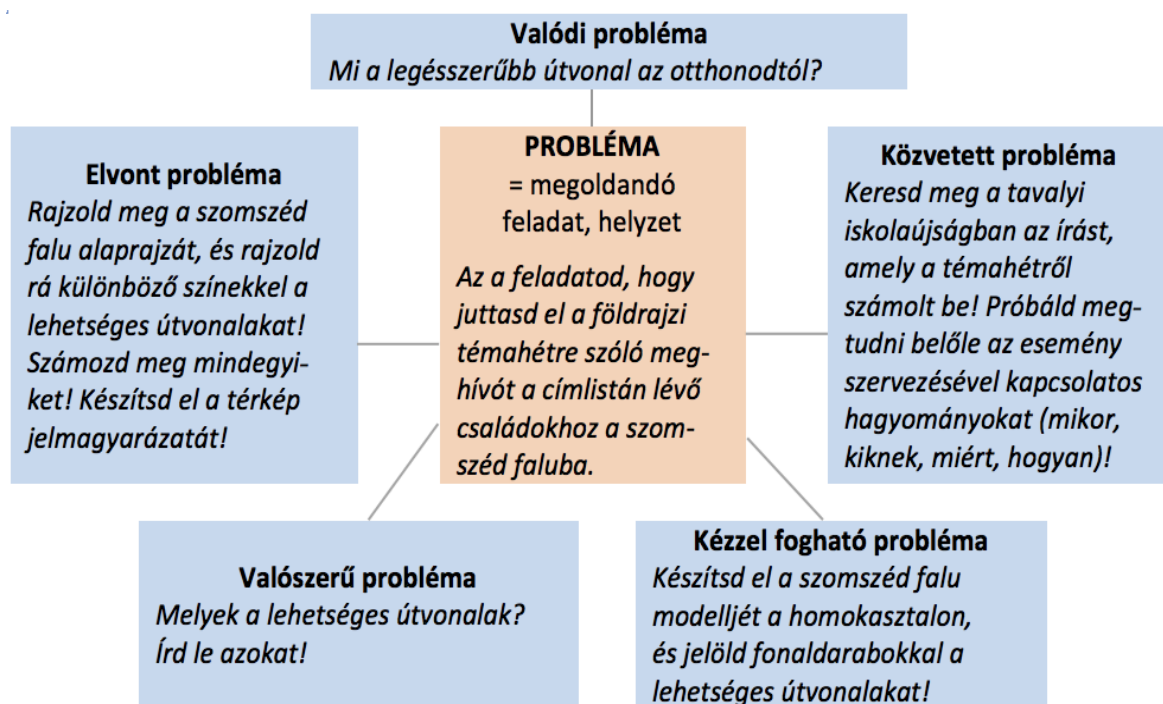 Valódi probléma
Mi a legésszerűbb útvonal az otthonodtól?
Elvont probléma
Rajzold meg a szomszéd
falu alaprajzát, és rajzold
rá különböző színekkel a
lehetséges útvonalakat!
Számozd meg mindegyi-
ket! Készítsd el a térkép
jelmagyarázatát!
PROBLÉMA
= megoldandó
feladat, helyzet
Az a feladatod, hogy
juttasd el a földrajzi
témahétre szóló meg-
hívót a címlistán lévő
családokhoz a szom-
széd faluba.
Közvetett probléma
Keresd meg a tavalyi
iskolaújságban az írást,
amely a témahétről
számolt be! Próbáld meg-
tudni belőle az esemény
szervezésével kapcsolatos
hagyományokat (mikor,
kiknek, miért, hogyan)!
Valószerű probléma
Melyek a lehetséges útvonalak?
Írd le azokat!
Kézzel fogható probléma
Készítsd el a szomszéd falu
modelljét a homokasztalon,
és jelöld fonaldarabokkal a
lehetséges útvonalakat!